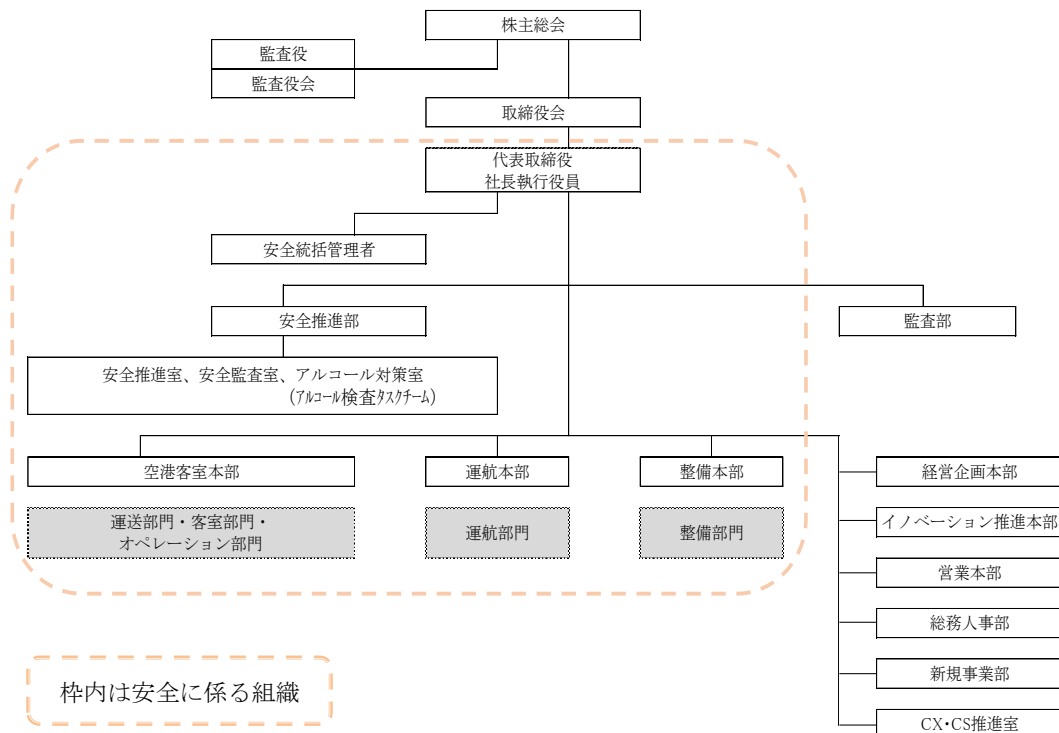 株主総会
監査役
監査役会
取締役会
代表取締役
社長執行役員
安全統括管理者
安全推進部
監査部
安全推進室、安全監査室、アルコール対策室
(ｱﾙｺｰﾙ検査ﾀｽｸﾁｰﾑ)
空港客室本部
運航本部
整備本部
経営企画本部
運送部門・客室部門・
オペレーション部門
運航部門
整備部門
イノベーション推進本部
営業本部
総務人事部
新規事業部
CX･CS推進室
枠内は安全に係る組織